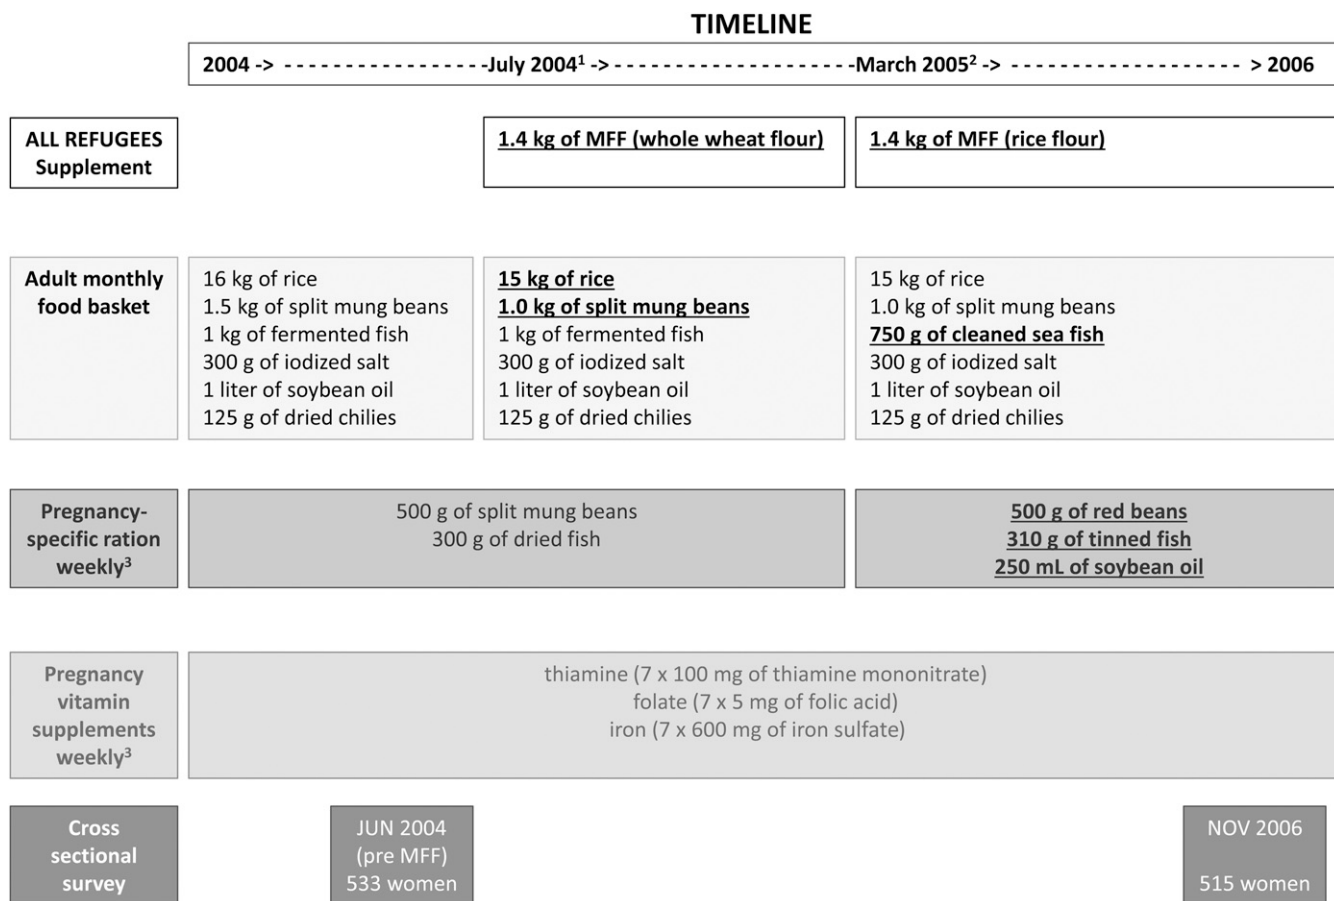 TIMELINE
2004 -> - - - - - - - - - - - - - - - - -July 2004¹ ->- - - - - - - - - - - - - - - - - - - -March 2005² -> - - - - - - - - - - - - - - - - - - - > 2006
ALL REFUGEES
Supplement
1.4 kg of MFF (whole wheat flour)
1.4 kg of MFF (rice flour)
Adult monthly
food basket
16 kg of rice
1.5 kg of split mung beans
1 kg of fermented fish
300 g of iodized salt
1 liter of soybean oil
125 g of dried chilies
15 kg of rice
1.0 kg of split mung beans
1 kg of fermented fish
300 g of iodized salt
1 liter of soybean oil
125 g of dried chilies
15 kg of rice
1.0 kg of split mung beans
750 g of cleaned sea fish
300 g of iodized salt
1 liter of soybean oil
125 g of dried chilies
Pregnancy-
specific ration
weekly³
500 g of split mung beans
300 g of dried fish
500 g of red beans
310 g of tinned fish
250 mL of soybean oil
Pregnancy
vitamin
supplements
weekly³
thiamine (7 x 100 mg of thiamine mononitrate)
folate (7 x 5 mg of folic acid)
iron (7 x 600 mg of iron sulfate)
Cross
sectional
survey
JUN 2004
(pre MFF)
533 women
NOV 2006
515 women